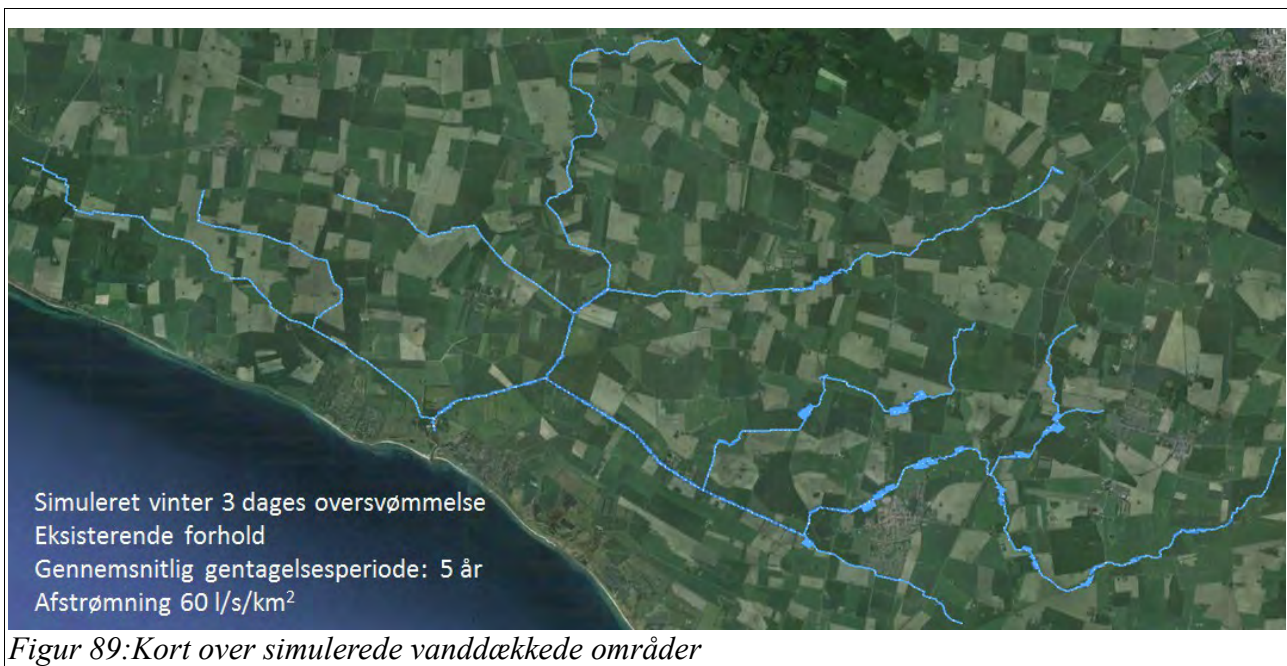 Simuleret vinter 3 dages oversvømmelse
Eksisterende forhold
Gennemsnitlig gentagelsesperiode: 5 år
Afstrømning 60 l/s/km²
Figur 89:Kort over simulerede vanddækkede områder